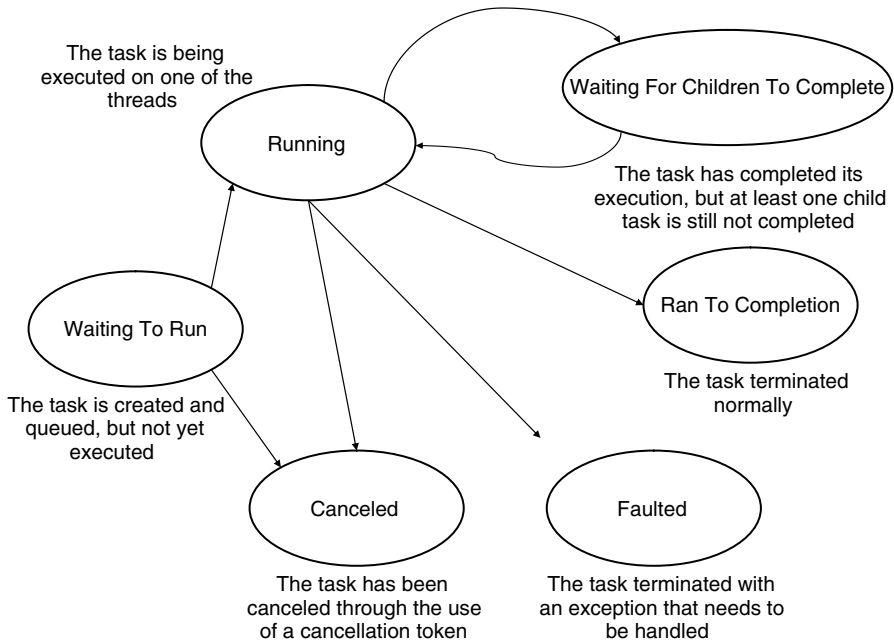 The task is being
executed on one of the
threads
Running
Waiting For Children To Complete
The task has completed its
execution, but at least one child
task is still not completed
Waiting To Run
The task is created and
queued, but not yet
executed
Ran To Completion
The task terminated
normally
Canceled
The task has been
canceled through the use
of a cancellation token
Faulted
The task terminated with
an exception that needs to
be handled